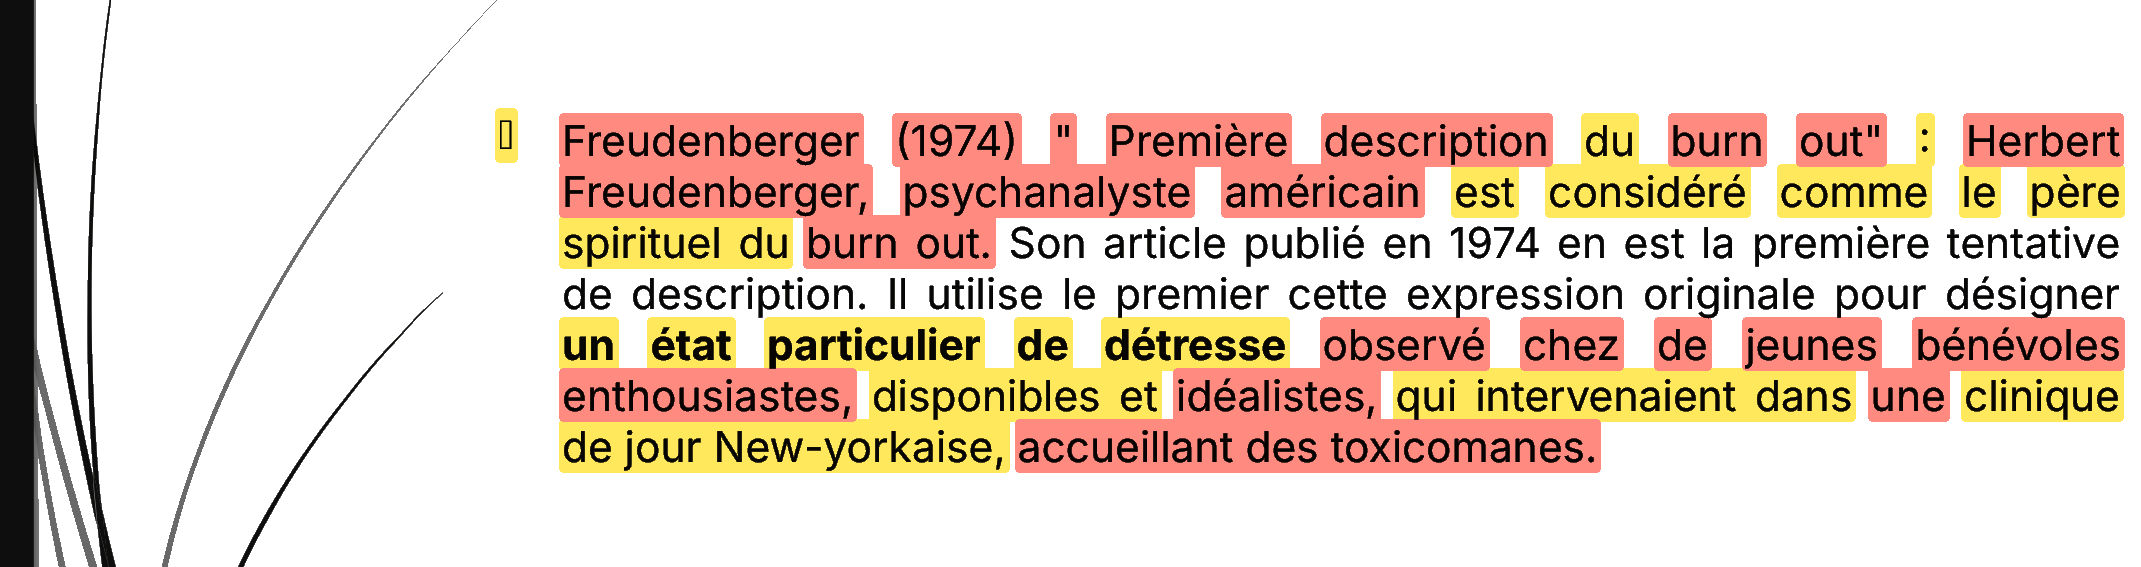 Freudenberger (1974) " Première description du burn out" : Herbert
Freudenberger, psychanalyste américain est considéré comme le père
spirituel du burn out. Son article publié en 1974 en est la première tentative
de description. Il utilise le premier cette expression originale pour désigner
un état particulier de détresse observé chez de jeunes bénévoles
enthousiastes, disponibles et idéalistes, qui intervenaient dans une clinique
de jour New-yorkaise, accueillant des toxicomanes.